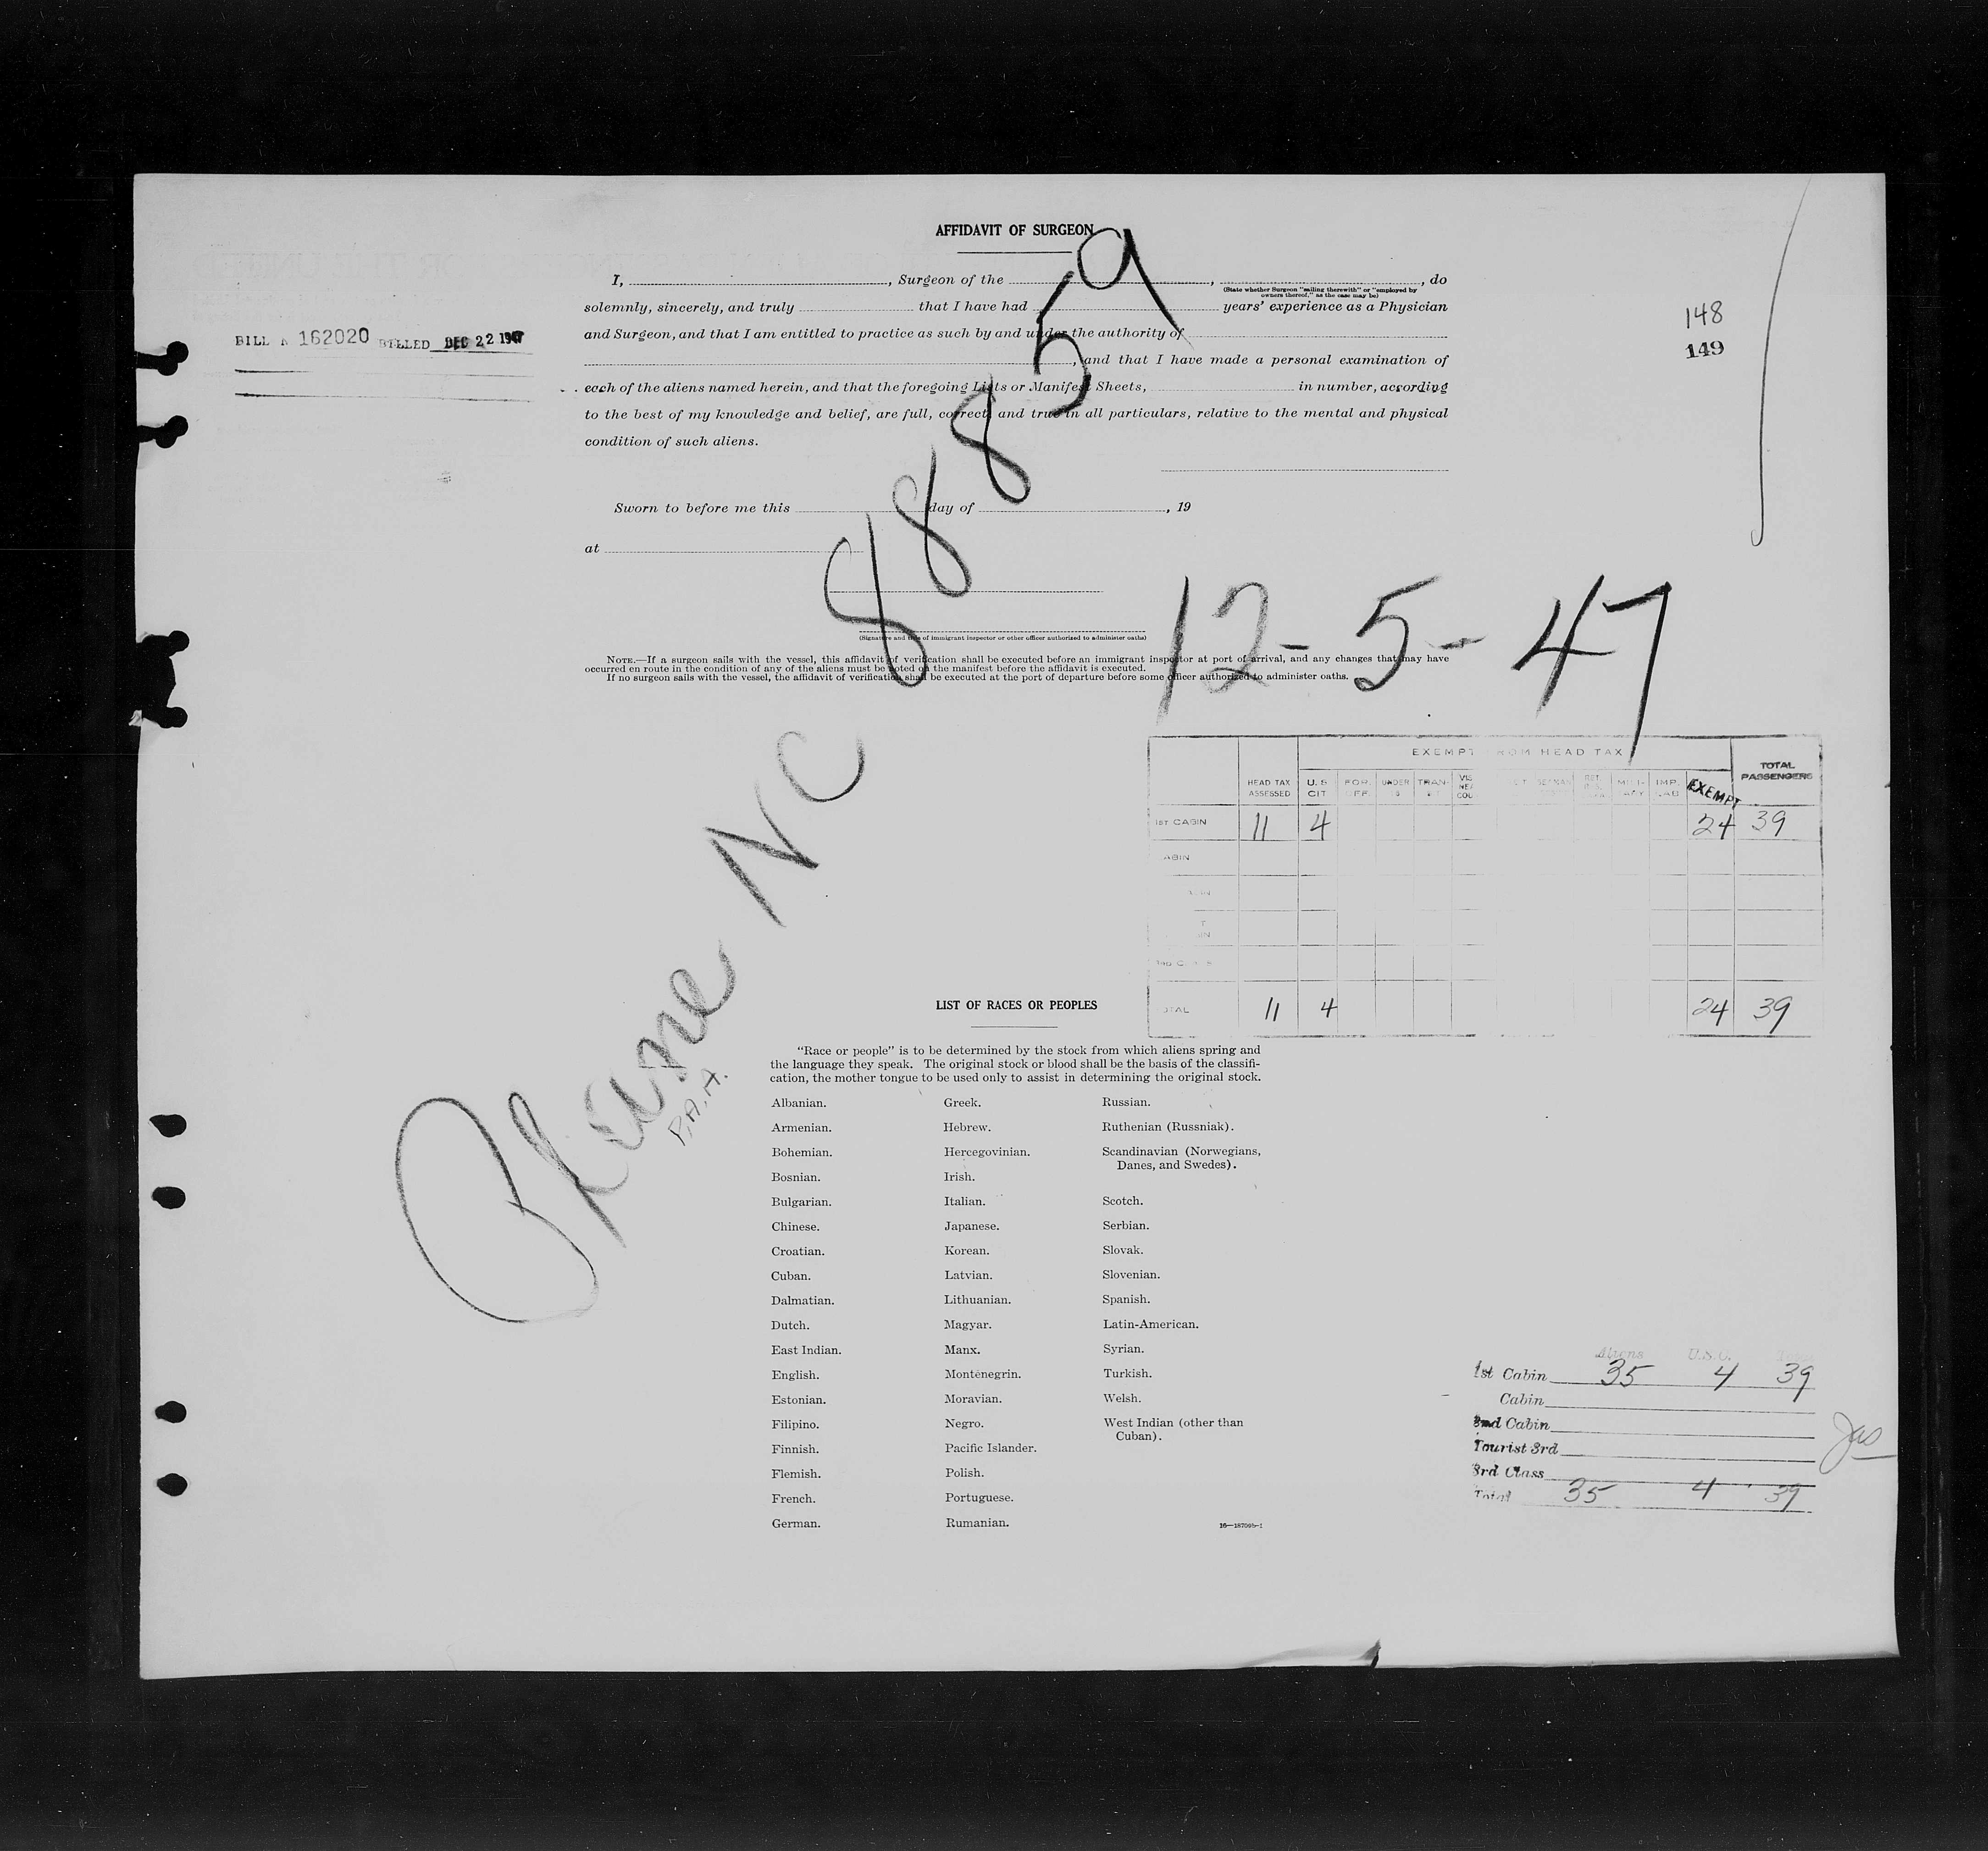 AFFIDAVIT OF SURGEON
I, , Surgeon of the , , do
(State whether Surgeon "sailing therewith" or "employed by
owners thereof," as the case may be)
solemnly, sincerely, and truly that I have had years' experience as a Physician
and Surgeon, and that I am entitled to practice as such by and under the authority of
, and that I have made a personal examination of
each of the aliens named herein, and that the foregoing Lists or Manifest Sheets, in number, according
to the best of my knowledge and belief, are full, correct, and true in all particulars, relative to the mental and physical
condition of such aliens.
BILL N 162020 BILLED DEC 22 1947
148
149
Sworn to before me this day of , 19
at
(Signature and title of immigrant inspector or other officer authorized to administer oaths)
NOTE.—If a surgeon sails with the vessel, this affidavit of verification shall be executed before an immigrant inspector at port of arrival, and any changes that may have
occurred en route in the condition of any of the aliens must be noted on the manifest before the affidavit is executed.
If no surgeon sails with the vessel, the affidavit of verification shall be executed at the port of departure before some officer authorized to administer oaths.
Plane NC 88859
P.A.A.
12-5-47
EXEMPT FROM HEAD TAX
TOTAL
PASSENGERS
HEAD TAX
ASSESSED
U. S
CIT
FOR.
OFF.
UNDER
TRAN-
MILI-
TARY
IMP.
EXEMPT
1ST CABIN 11 4 24 39
CABIN
TOTAL 11 4 24 39
LIST OF RACES OR PEOPLES
"Race or people" is to be determined by the stock from which aliens spring and
the language they speak. The original stock or blood shall be the basis of the classifi-
cation, the mother tongue to be used only to assist in determining the original stock.
Albanian.
Armenian.
Bohemian.
Bosnian.
Bulgarian.
Chinese.
Croatian.
Cuban.
Dalmatian.
Dutch.
East Indian.
English.
Estonian.
Filipino.
Finnish.
Flemish.
French.
German.
Greek.
Hebrew.
Hercegovinian.
Irish.
Italian.
Japanese.
Korean.
Latvian.
Lithuanian.
Magyar.
Manx.
Montenegrin.
Moravian.
Negro.
Pacific Islander.
Polish.
Portuguese.
Rumanian.
Russian.
Ruthenian (Russniak).
Scandinavian (Norwegians,
Danes, and Swedes).
Scotch.
Serbian.
Slovak.
Slovenian.
Spanish.
Latin-American.
Syrian.
Turkish.
Welsh.
West Indian (other than
Cuban).
16—18709b-1
Aliens U.S.C.
1st Cabin 35 4 39
Cabin
2nd Cabin
Tourist 3rd
3rd Class
Total 35 4 39